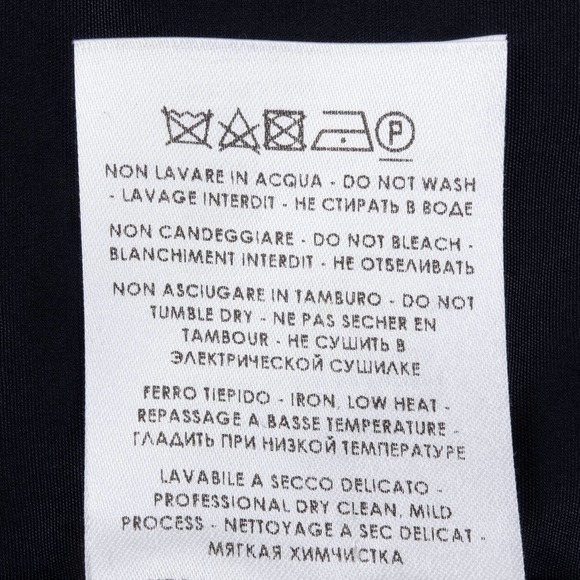 P
NON LAVARE IN ACQUA - DO NOT WASH
- LAVAGE INTERDIT - НЕ СТИРАТЬ В ВОДЕ
NON CANDEGGIARE - DO NOT BLEACH -
BLANCHIMENT INTERDIT - НЕ ОТБЕЛИВАТЬ
NON ASCIUGARE IN TAMBURO - DO NOT
TUMBLE DRY - NE PAS SECHER EN
TAMBOUR - НЕ СУШИТЬ В
ЭЛЕКТРИЧЕСКОЙ СУШИЛКЕ
FERRO TIEPIDO - IRON, LOW HEAT -
REPASSAGE A BASSE TEMPERATURE -
ГЛАДИТЬ ПРИ НИЗКОЙ ТЕМПЕРАТУРЕ
LAVABILE A SECCO DELICATO -
PROFESSIONAL DRY CLEAN, MILD
PROCESS - NETTOYAGE A SEC DELICAT -
МЯГКАЯ ХИМЧИСТКА